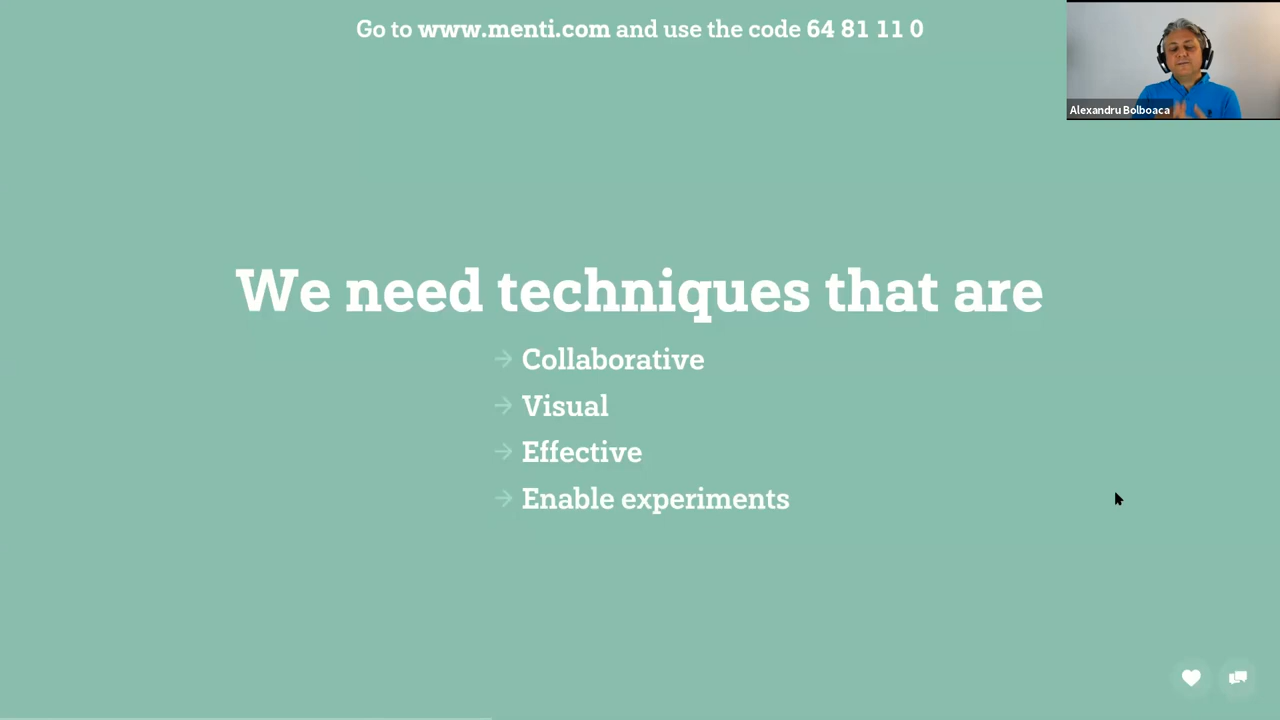 Go to www.menti.com and use the code 64 81 11 0
Alexandru Bolboaca
We need techniques that are
→ Collaborative
→ Visual
→ Effective
→ Enable experiments